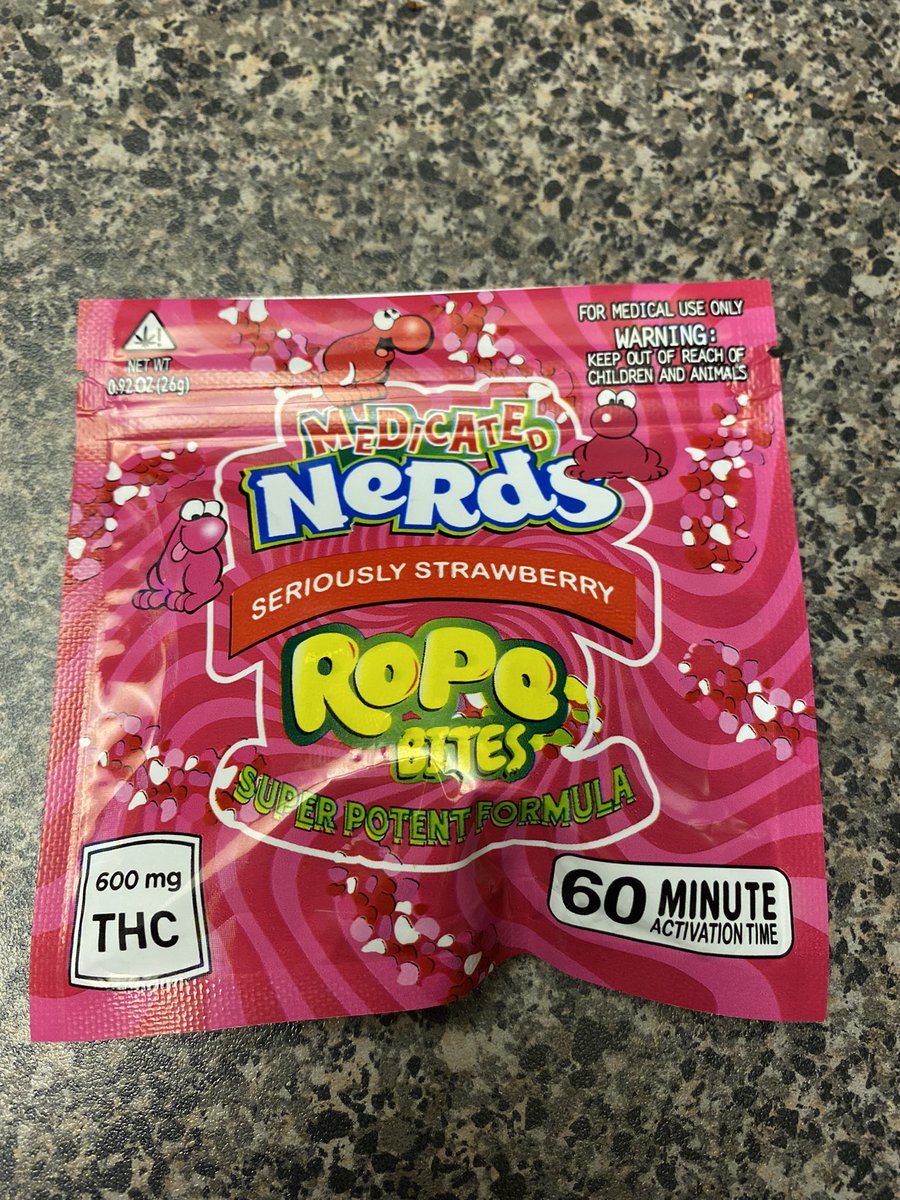 NET WT
0.92 OZ (26g)
FOR MEDICAL USE ONLY
WARNING:
KEEP OUT OF REACH OF
CHILDREN AND ANIMALS
MEDiCATED
NeRdS
SERIOUSLY STRAWBERRY
RoPe
BITES
SUPER POTENT FORMULA
600 mg
THC
60 MINUTE
ACTIVATION TIME